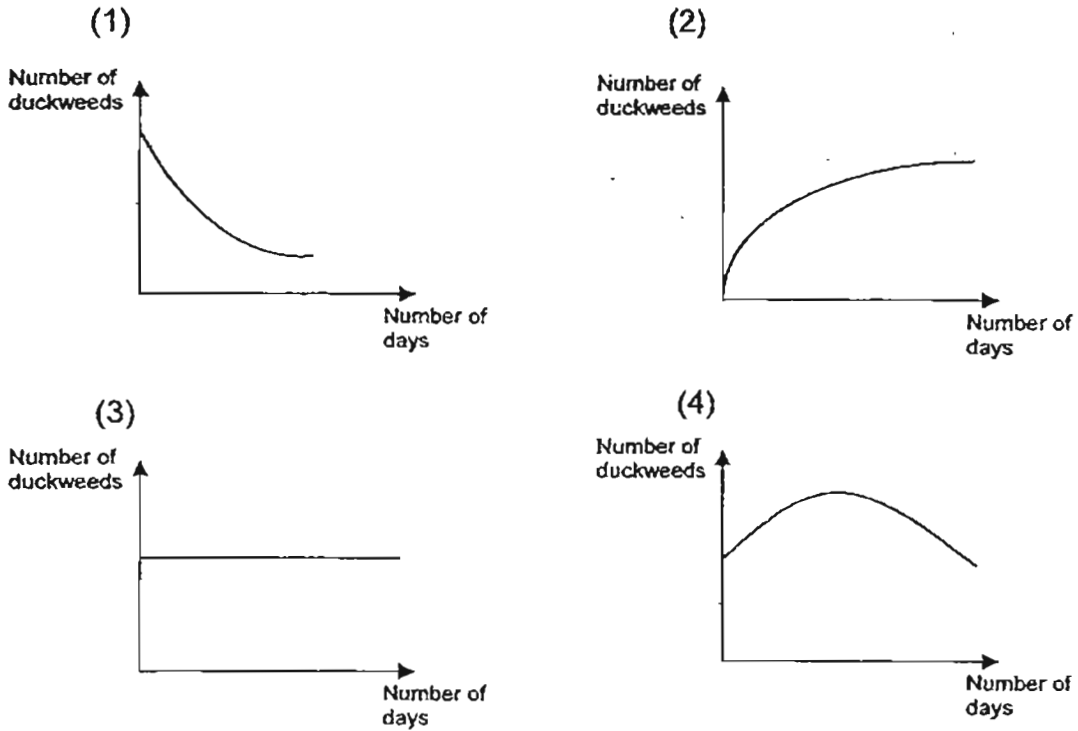 (1)
Number of
duckweeds
Number of
days
(2)
Number of
duckweeds
Number of
days
(3)
Number of
duckweeds
Number of
days
(4)
Number of
duckweeds
Number of
days